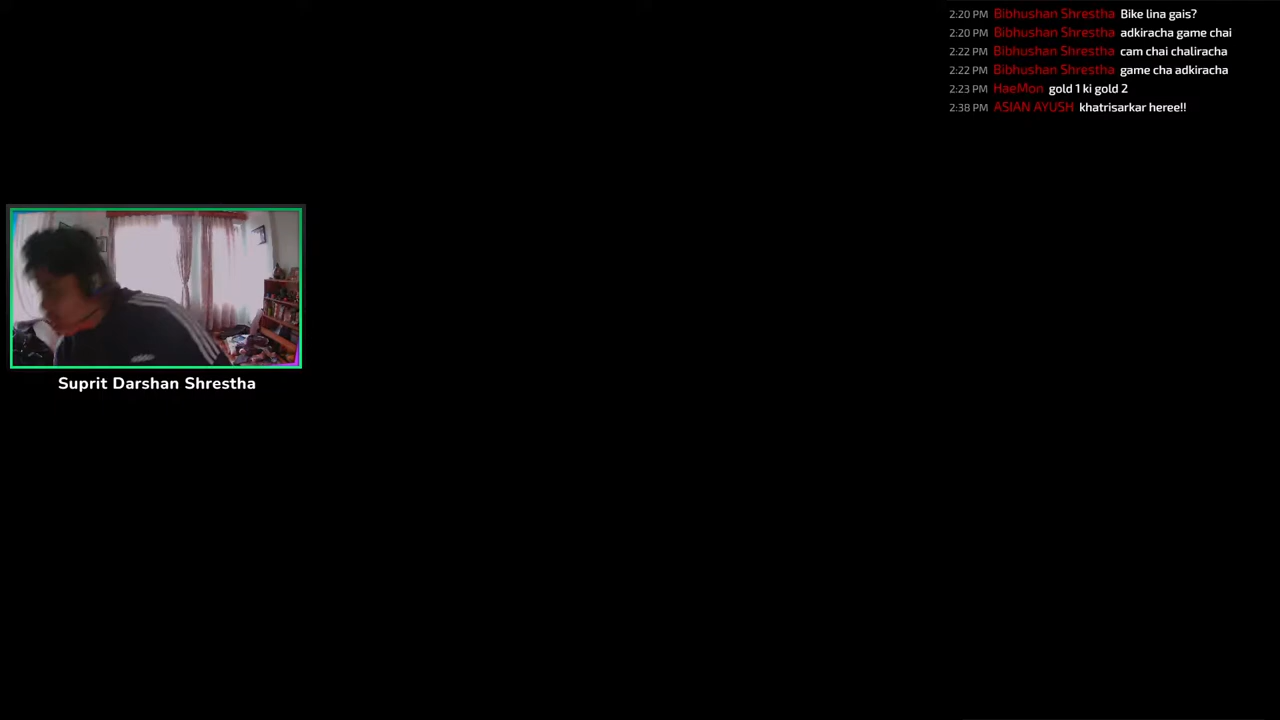 2:20 PM Bibhushan Shrestha Bike lina gais?
2:20 PM Bibhushan Shrestha adkiracha game chai
2:22 PM Bibhushan Shrestha cam chai chaliracha
2:22 PM Bibhushan Shrestha game cha adkiracha
2:23 PM HaeMon gold 1 ki gold 2
2:38 PM ASIAN AYUSH khatrisarkar heree!!
Suprit Darshan Shrestha